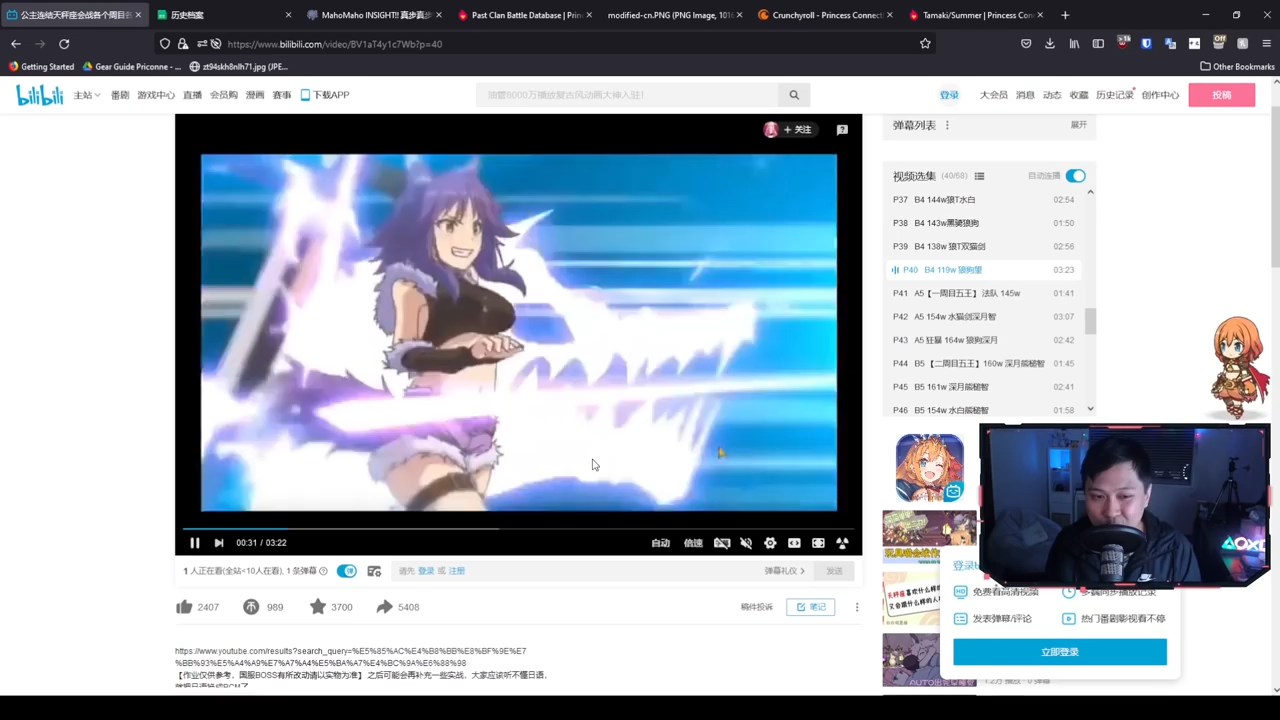 公主连结天秤座会战各个周目各
历史档案
MahoMaho INSIGHT!! 真步真步
Past Clan Battle Database | Prin
modified-cn.PNG (PNG Image, 1016
Crunchyroll - Princess Connect!
Tamaki/Summer | Princess Con
https://www.bilibili.com/video/BV1aT4y1c7Wb?p=40
Off
Getting Started
Gear Guide Priconne - ...
zt94skh8nlh71.jpg (JPE...
Other Bookmarks
bilibili
主站
番剧
游戏中心
直播
会员购
漫画
赛事
下载APP
登录
大会员
消息
动态
收藏
历史记录
创作中心
投稿
+ 关注
弹幕列表
展开
视频选集 (40/68)
自动连播
P37 B4 144w狼T水白 02:54
P38 B4 143w黑骑狼狗 01:50
P39 B4 138w 狼T双猫剑 02:56
P40 B4 119w 狼狗望 03:23
P41 A5【一周目五王】 法队 145w 01:41
P42 A5 154w 水猫剑深月智 03:07
P43 A5 狂暴 164w 狼狗深月 02:42
P44 B5【二周目五王】160w 深月熊槌智 01:45
P45 B5 161w 深月熊槌智 02:41
P46 B5 154w 水白熊槌智 01:58
00:31 / 03:22
自动
倍速
1 人正在看(全站<10人在看), 1 条弹幕
请先 登录 或 注册
弹幕礼仪 >
发送
2407
989
3700
5408
稿件投诉
笔记
免费看高清视频
发表弹幕/评论
热门番剧影视看不停
立即登录
https://www.youtube.com/results?search_query=%E5%85%AC%E4%B8%BB%E8%BF%9E%E7
%BB%93%E5%A4%A9%E7%A7%A4%E5%BA%A7%E4%BC%9A%E6%88%98
【作业仅供参考，国服BOSS有所改动请以实物为准】 之后可能会再补充一些实战，大家应该听不懂日语，